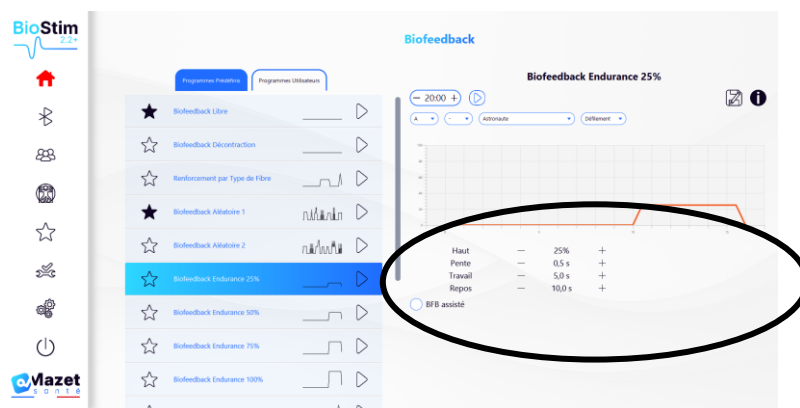 BioStim
2.2+
Biofeedback
Programmes Prédéfinis
Programmes Utilisateurs
Biofeedback Libre
Biofeedback Décontraction
Renforcement par Type de Fibre
Biofeedback Aléatoire 1
Biofeedback Aléatoire 2
Biofeedback Endurance 25%
Biofeedback Endurance 50%
Biofeedback Endurance 75%
Biofeedback Endurance 100%
Biofeedback Endurance 25%
− 20:00 +
A
-
Astronaute
Défilement
Haut − 25% +
Pente − 0,5 s +
Travail − 5,0 s +
Repos − 10,0 s +
BFB assisté
Mazet
santé